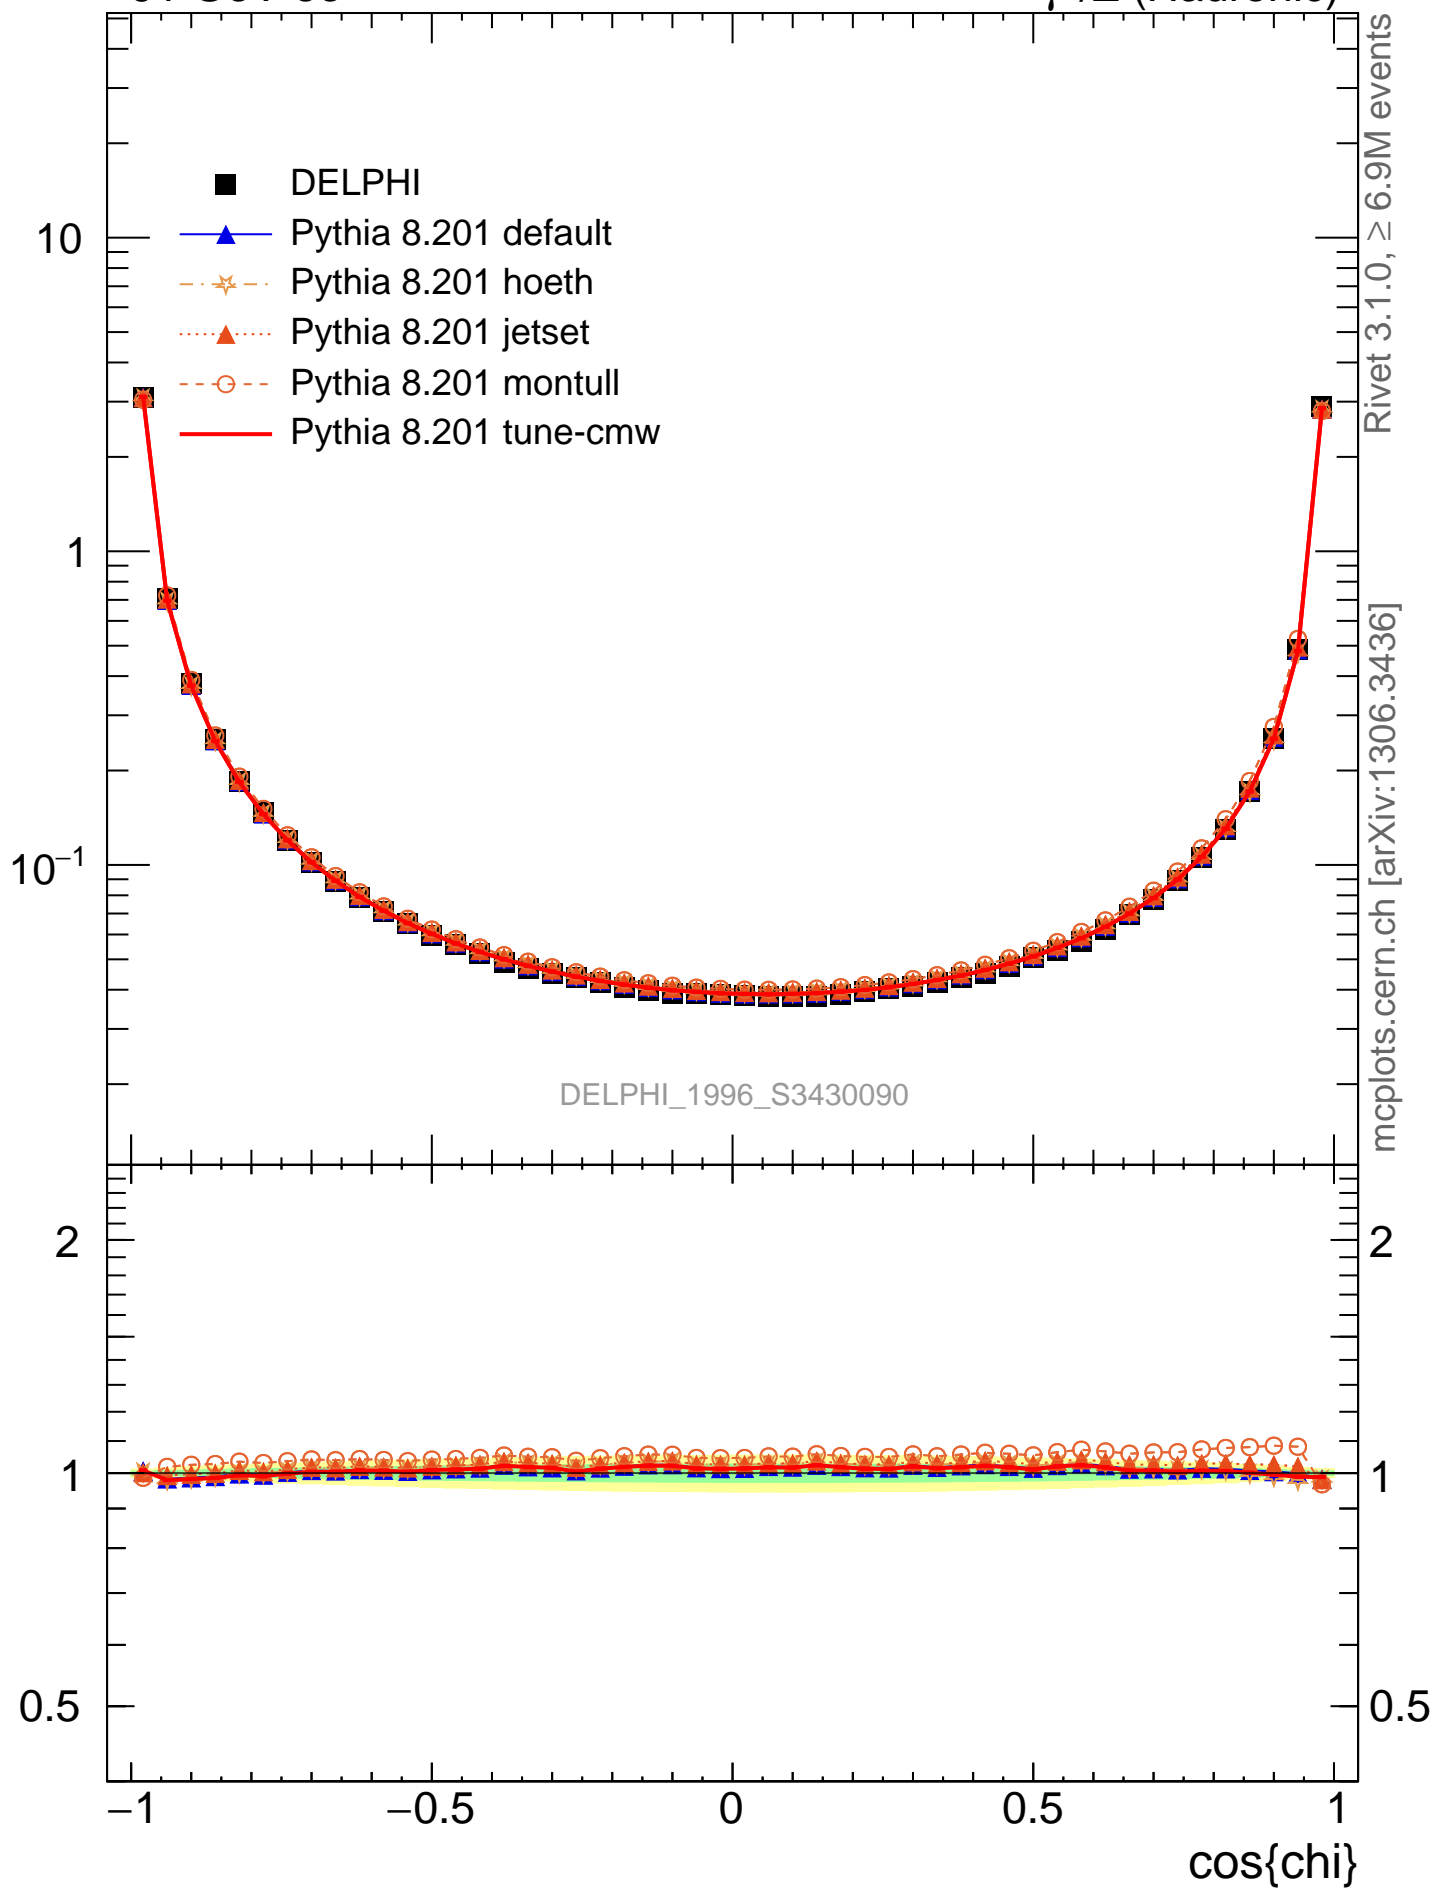 DELPHI
Pythia 8.201 default
Pythia 8.201 hoeth
Pythia 8.201 jetset
Pythia 8.201 montull
Pythia 8.201 tune-cmw
10
1
10⁻¹
DELPHI_1996_S3430090
Rivet 3.1.0, ≥ 6.9M events
mcplots.cern.ch [arXiv:1306.3436]
2
1
0.5
2
1
0.5
−1
−0.5
0
0.5
1
cos{chi}